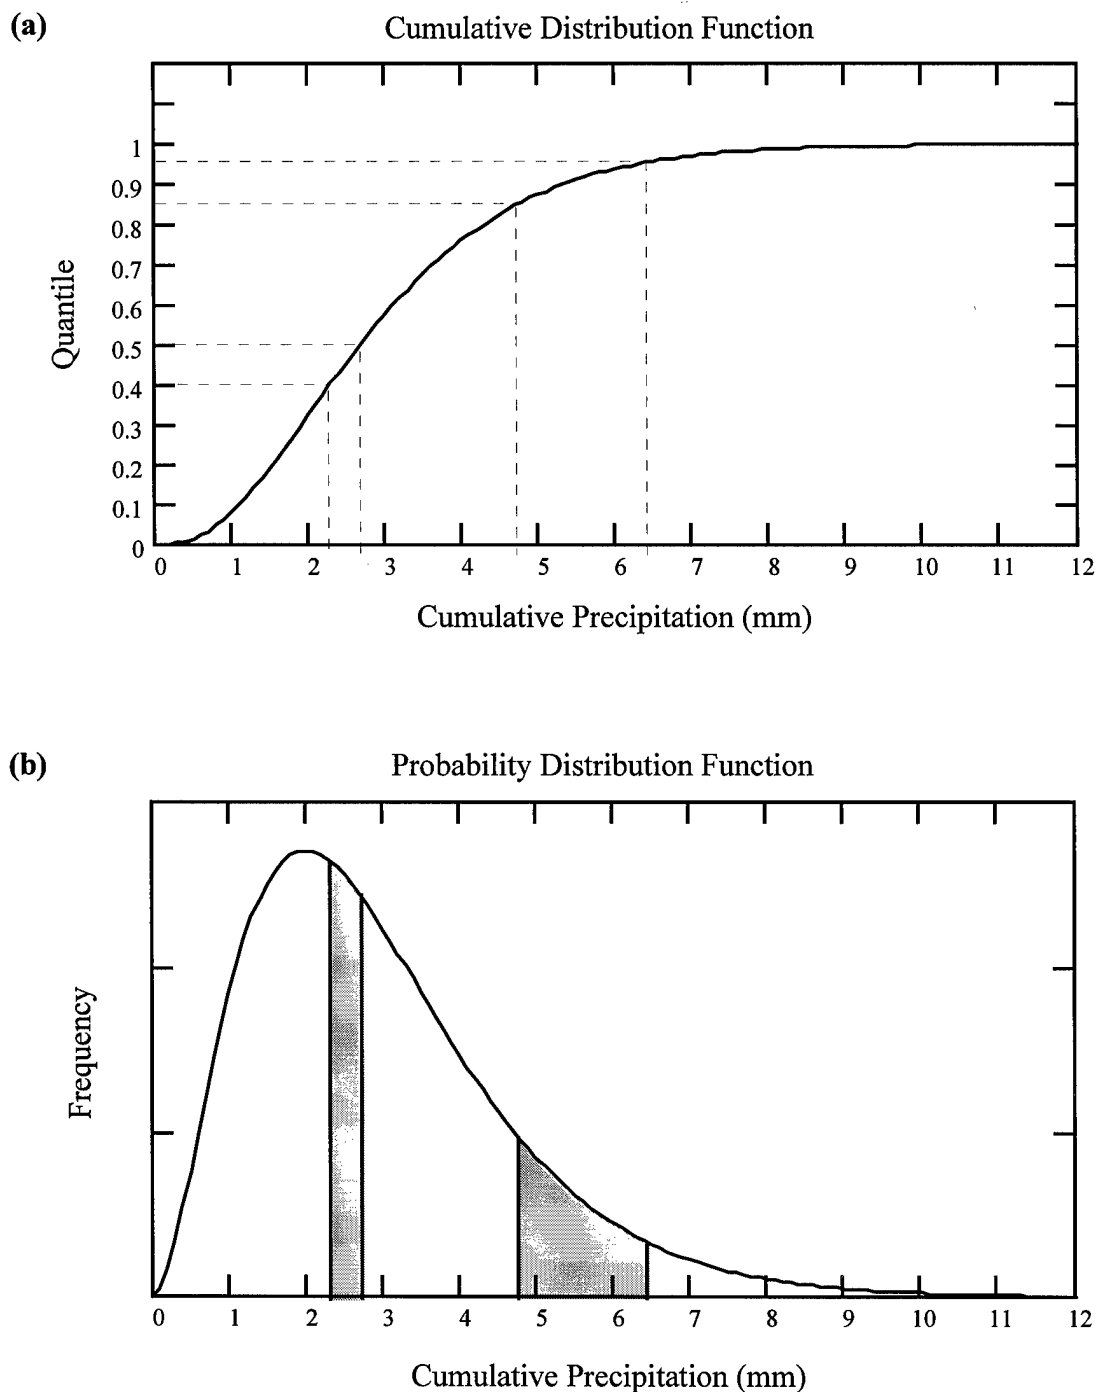 (a)
Cumulative Distribution Function
1
0.9
0.8
0.7
0.6
0.5
0.4
0.3
0.2
0.1
0
Quantile
0 1 2 3 4 5 6 7 8 9 10 11 12
Cumulative Precipitation (mm)
(b)
Probability Distribution Function
Frequency
0 1 2 3 4 5 6 7 8 9 10 11 12
Cumulative Precipitation (mm)